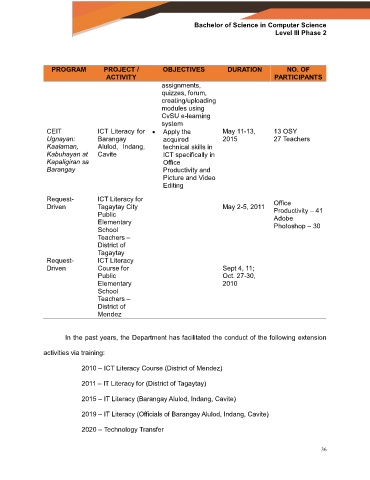 Bachelor of Science in Computer Science
Level III Phase 2
PROGRAM PROJECT / OBJECTIVES DURATION NO. OF
ACTIVITY PARTICIPANTS
assignments,
quizzes, forum,
creating/uploading
modules using
CvSU e-learning
system
CEIT ICT Literacy for • Apply the May 11-13, 13 OSY
Ugnayan: Barangay acquired 2015 27 Teachers
Kaalaman, Alulod, Indang, technical skills in
Kabuhayan at Cavite ICT specifically in
Kapaligiran sa Office
Barangay Productivity and
Picture and Video
Editing
Request- ICT Literacy for
Driven Tagaytay City May 2-5, 2011 Office
Public Productivity – 41
Elementary Adobe
School Photoshop – 30
Teachers –
District of
Tagaytay
Request- ICT Literacy
Driven Course for Sept 4, 11;
Public Oct. 27-30,
Elementary 2010
School
Teachers –
District of
Mendez
In the past years, the Department has facilitated the conduct of the following extension
activities via training:
2010 – ICT Literacy Course (District of Mendez)
2011 – IT Literacy for (District of Tagaytay)
2015 – IT Literacy (Barangay Alulod, Indang, Cavite)
2019 – IT Literacy (Officials of Barangay Alulod, Indang, Cavite)
2020 – Technology Transfer
36